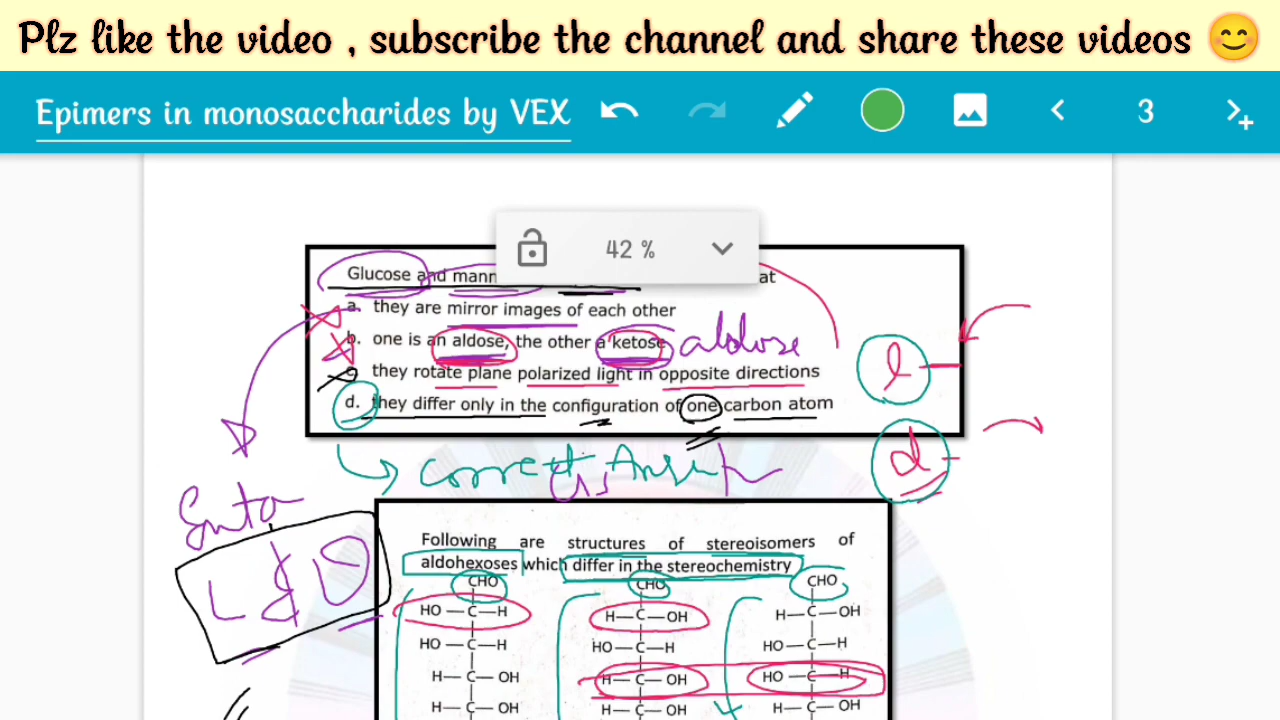 Plz like the video , subscribe the channel and share these videos 😊
Epimers in monosaccharides by VEX
3
42 %
Glucose and mann at
a. they are mirror images of each other
b. one is an aldose, the other a ketose aldose
they rotate plane polarized light in opposite directions
l
d. they differ only in the configuration of one carbon atom
d
correct Answer
L & D
Following are structures of stereoisomers of
aldohexoses which differ in the stereochemistry
CHO CHO CHO
HO—C—H H—C—OH H—C—OH
HO—C—H HO—C—H HO—C—H
H—C—OH H—C—OH HO—C—H
H—C—OH H—C—OH H—C—OH